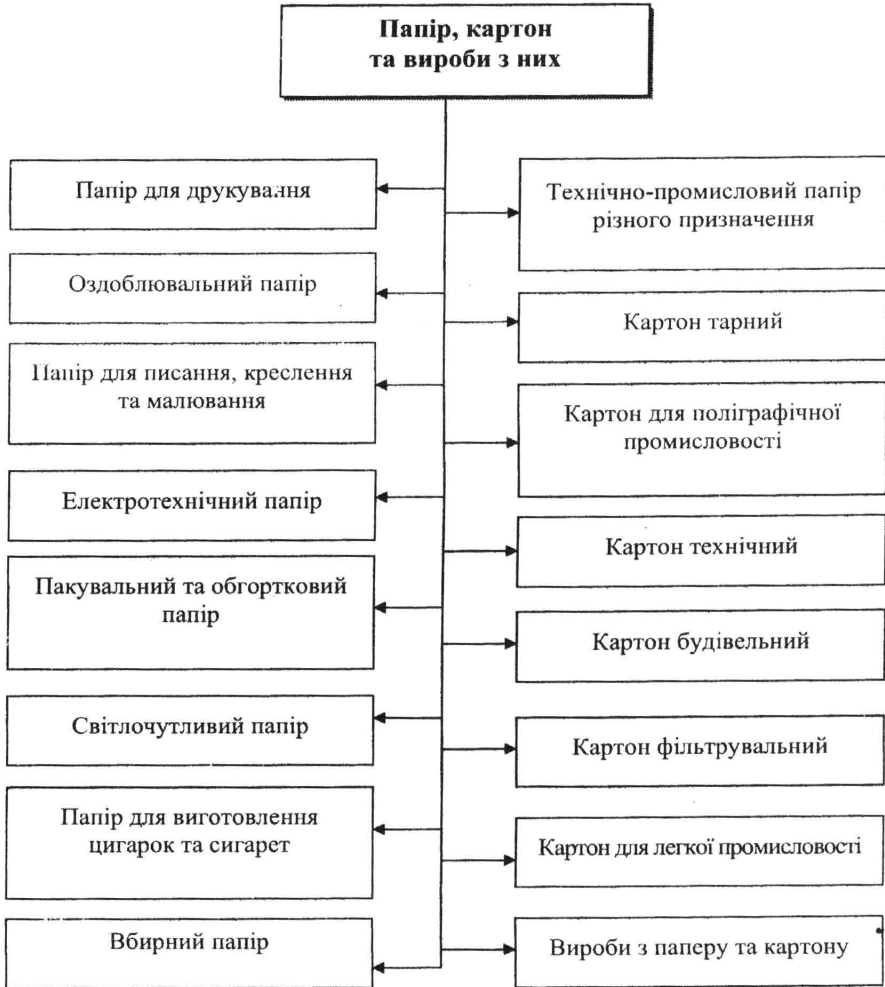 Папір, картон
та вироби з них
Папір для друкування
Оздоблювальний папір
Папір для писання, креслення
та малювання
Електротехнічний папір
Пакувальний та обгортковий
папір
Світлочутливий папір
Папір для виготовлення
цигарок та сигарет
Вбирний папір
Технічно-промисловий папір
різного призначення
Картон тарний
Картон для поліграфічної
промисловості
Картон технічний
Картон будівельний
Картон фільтрувальний
Картон для легкої промисловості
Вироби з паперу та картону